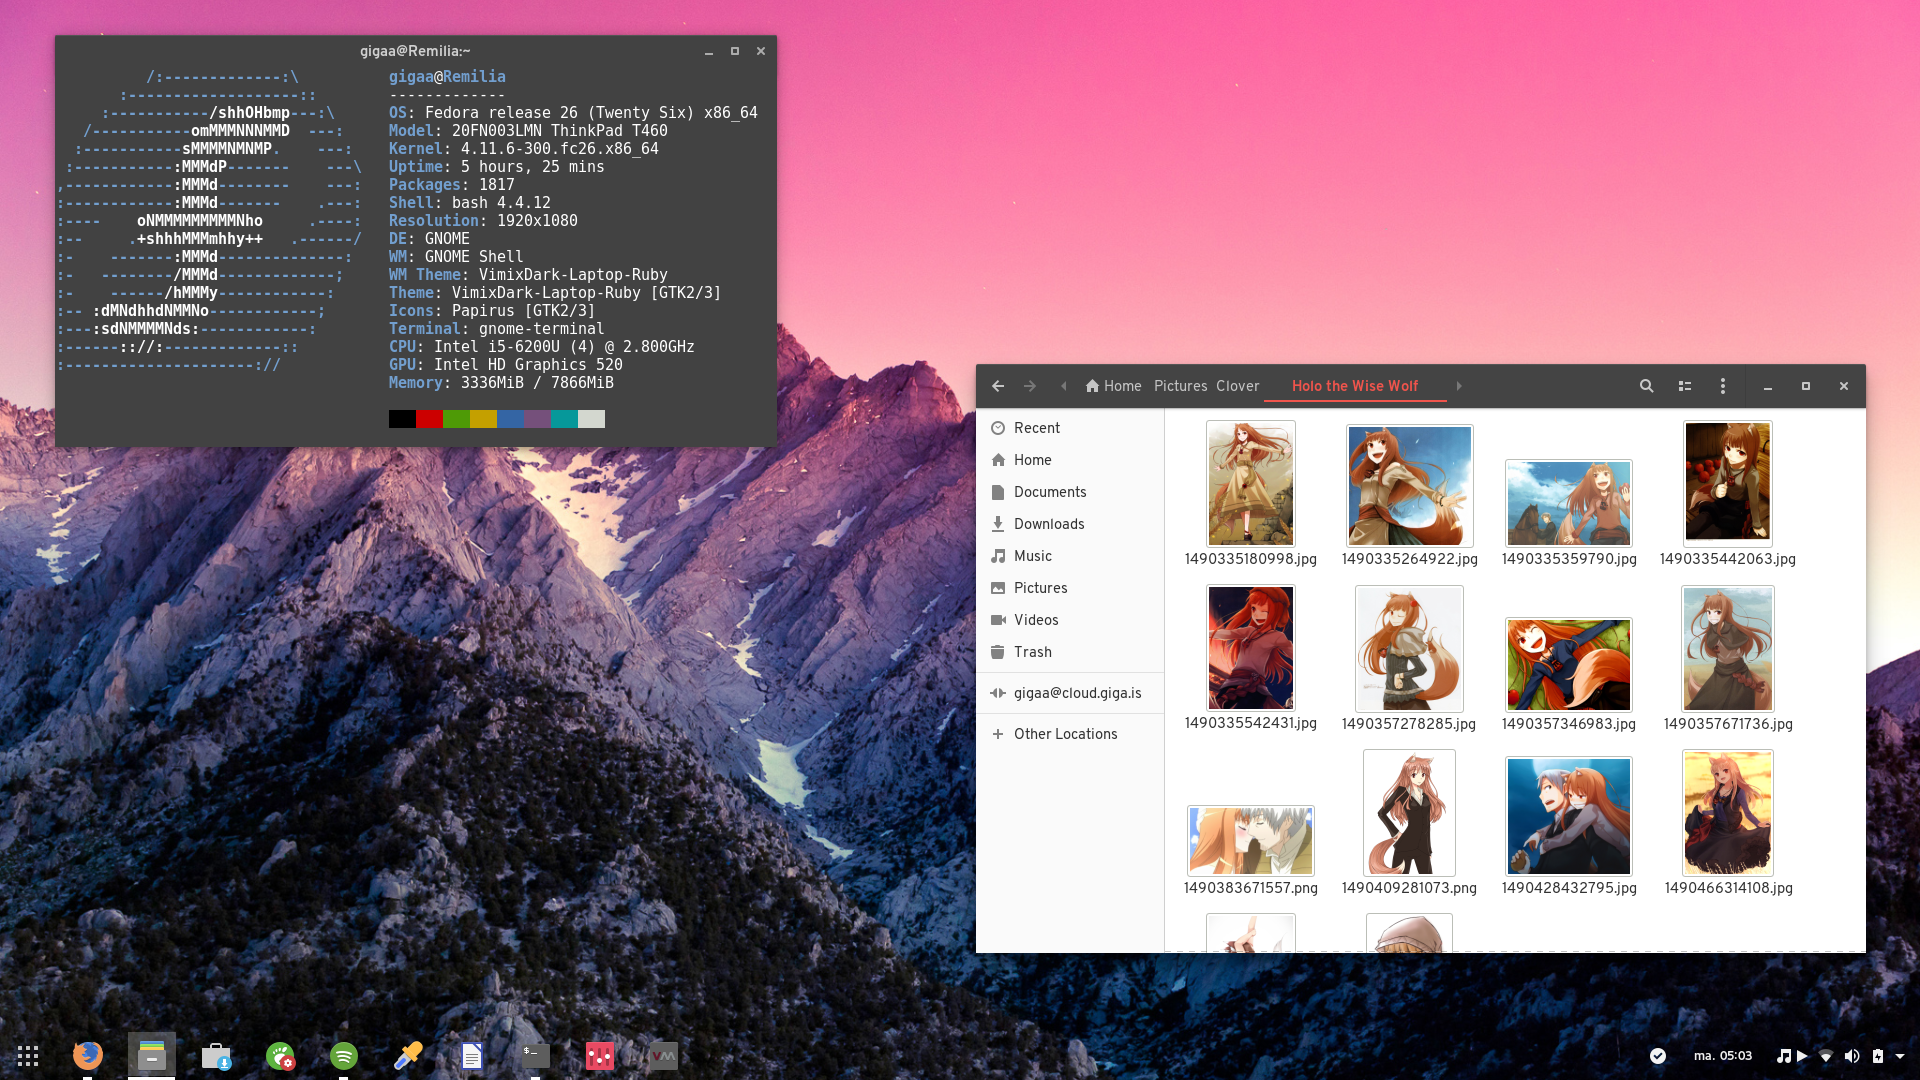 gigaa@Remilia:~
/:-------------:\
:-------------------::
:-----------/shhOHbmp---:\
/-----------omMMMNNNMMD  ---:
:-----------sMMMMNMNMP.    ---:
:-----------:MMMdP-------    ---\
,------------:MMMd--------    ---:
:------------:MMMd-------    .---:
:----    oNMMMMMMMMMNho     .----:
:--     .+shhhMMMmhhy++   .------/
:-    -------:MMMd--------------:
:-   --------/MMMd-------------;
:-    ------/hMMMy------------:
:-- :dMNdhhdNMMNo------------;
:---:sdNMMMMNds:------------:
:------:://:-------------::
:---------------------://
gigaa@Remilia
-------------
OS: Fedora release 26 (Twenty Six) x86_64
Model: 20FN003LMN ThinkPad T460
Kernel: 4.11.6-300.fc26.x86_64
Uptime: 5 hours, 25 mins
Packages: 1817
Shell: bash 4.4.12
Resolution: 1920x1080
DE: GNOME
WM: GNOME Shell
WM Theme: VimixDark-Laptop-Ruby
Theme: VimixDark-Laptop-Ruby [GTK2/3]
Icons: Papirus [GTK2/3]
Terminal: gnome-terminal
CPU: Intel i5-6200U (4) @ 2.800GHz
GPU: Intel HD Graphics 520
Memory: 3336MiB / 7866MiB
Home Pictures Clover Holo the Wise Wolf
Recent
Home
Documents
Downloads
Music
Pictures
Videos
Trash
gigaa@cloud.giga.is
Other Locations
1490335180998.jpg 1490335264922.jpg 1490335359790.jpg 1490335442063.jpg
1490335542431.jpg 1490357278285.jpg 1490357346983.jpg 1490357671736.jpg
1490383671557.png 1490409281073.png 1490428432795.jpg 1490466314108.jpg
$_
VM
ma. 05:03